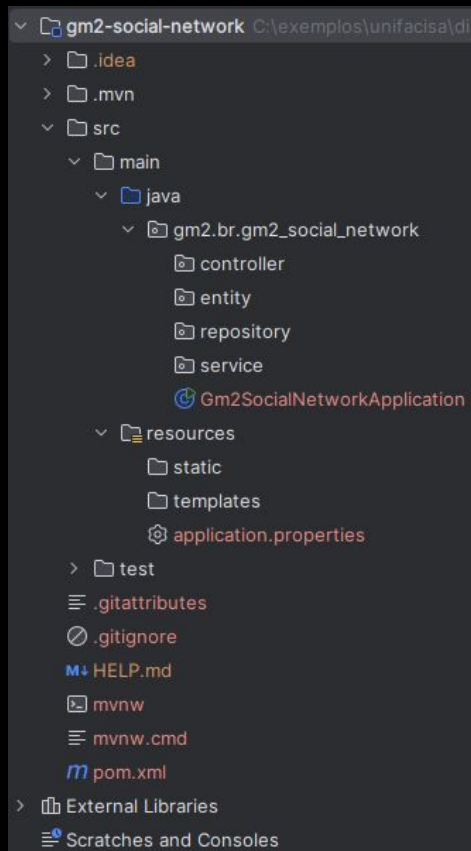 gm2-social-network C:\exemplos\unifacisa\di
.idea
.mvn
src
main
java
gm2.br.gm2_social_network
controller
entity
repository
service
Gm2SocialNetworkApplication
resources
static
templates
application.properties
test
.gitattributes
.gitignore
M↓ HELP.md
mvnw
mvnw.cmd
m pom.xml
External Libraries
Scratches and Consoles